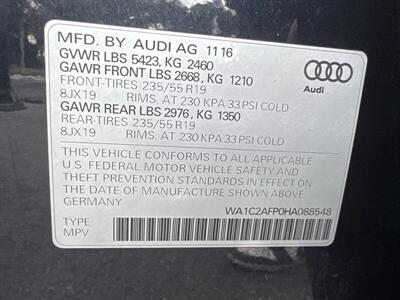 MFD. BY AUDI AG 11 16
GVWR LBS 5423, KG 2460
GAWR FRONT LBS 2668, KG 1210
FRONT-TIRES 235/55 R19
8JX19 RIMS, AT 230 KPA 33 PSI COLD
GAWR REAR LBS 2976, KG 1350
REAR-TIRES 235/55 R19
8JX19 RIMS, AT 230 KPA 33 PSI COLD
Audi
THIS VEHICLE CONFORMS TO ALL APPLICABLE
U.S. FEDERAL MOTOR VEHICLE SAFETY
STANDARDS AND THEFT PREVENTION IN EFFECT ON
THE DATE OF MANUFACTURE SHOWN ABOVE
GERMANY
WA1C2AFP0HA088548
TYPE:
MPV